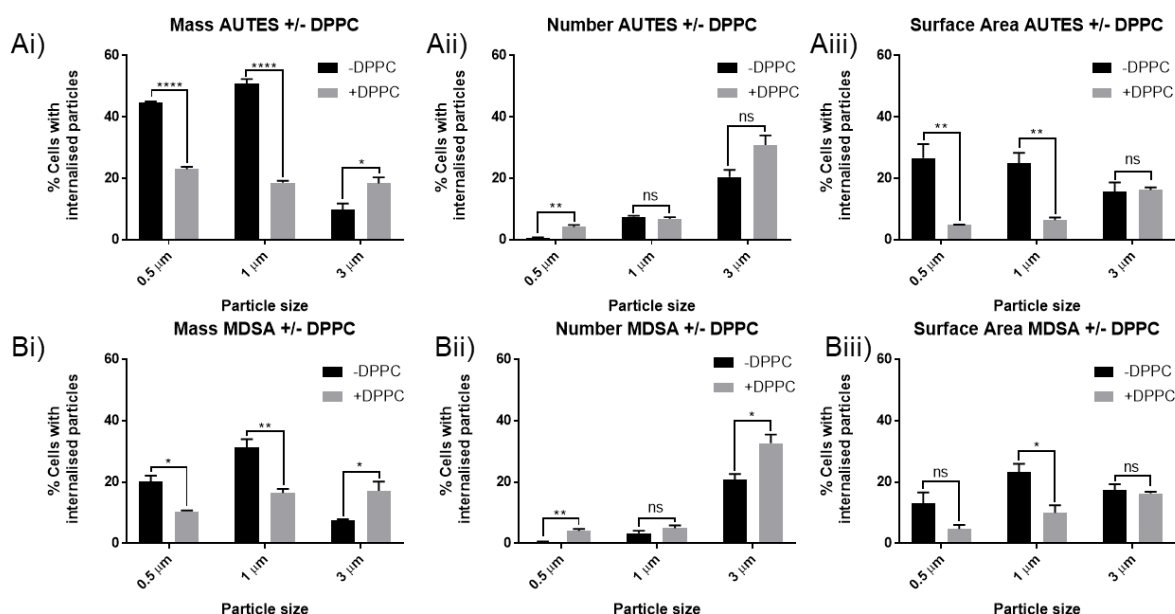 Ai)
Mass AUTES +/- DPPC
% Cells with
internalised particles
60
40
20
0
****
****
*
-DPPC
+DPPC
0.5 μm
1 μm
3 μm
Particle size
Aii)
Number AUTES +/- DPPC
% Cells with
internalised particles
60
40
20
0
**
ns
ns
-DPPC
+DPPC
0.5 μm
1 μm
3 μm
Particle size
Aiii)
Surface Area AUTES +/- DPPC
% Cells with
internalised particles
60
40
20
0
**
**
ns
-DPPC
+DPPC
0.5 μm
1 μm
3 μm
Particle size
Bi)
Mass MDSA +/- DPPC
% Cells with
internalised particles
60
40
20
0
*
**
*
-DPPC
+DPPC
0.5 μm
1 μm
3 μm
Particle size
Bii)
Number MDSA +/- DPPC
% Cells with
internalised particles
60
40
20
0
**
ns
*
-DPPC
+DPPC
0.5 μm
1 μm
3 μm
Particle size
Biii)
Surface Area MDSA +/- DPPC
% Cells with
internalised particles
60
40
20
0
ns
*
ns
-DPPC
+DPPC
0.5 μm
1 μm
3 μm
Particle size